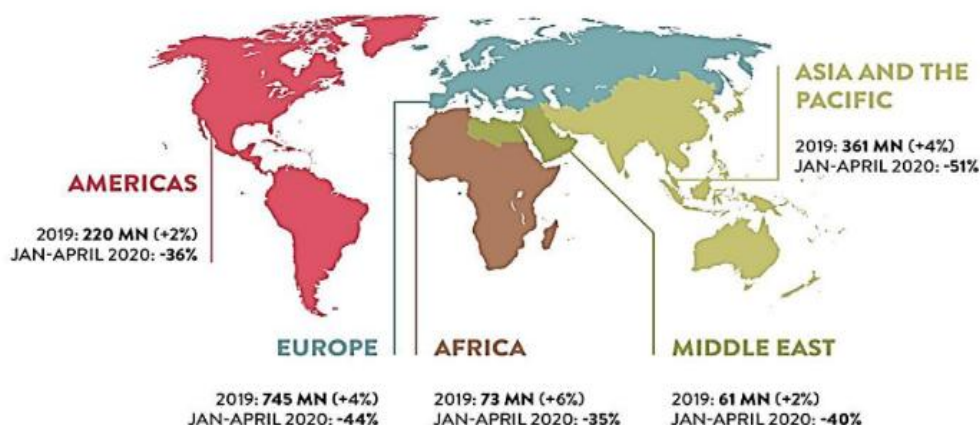 ASIA AND THE
PACIFIC
2019: 361 MN (+4%)
JAN-APRIL 2020: -51%
AMERICAS
2019: 220 MN (+2%)
JAN-APRIL 2020: -36%
EUROPE
2019: 745 MN (+4%)
JAN-APRIL 2020: -44%
AFRICA
2019: 73 MN (+6%)
JAN-APRIL 2020: -35%
MIDDLE EAST
2019: 61 MN (+2%)
JAN-APRIL 2020: -40%